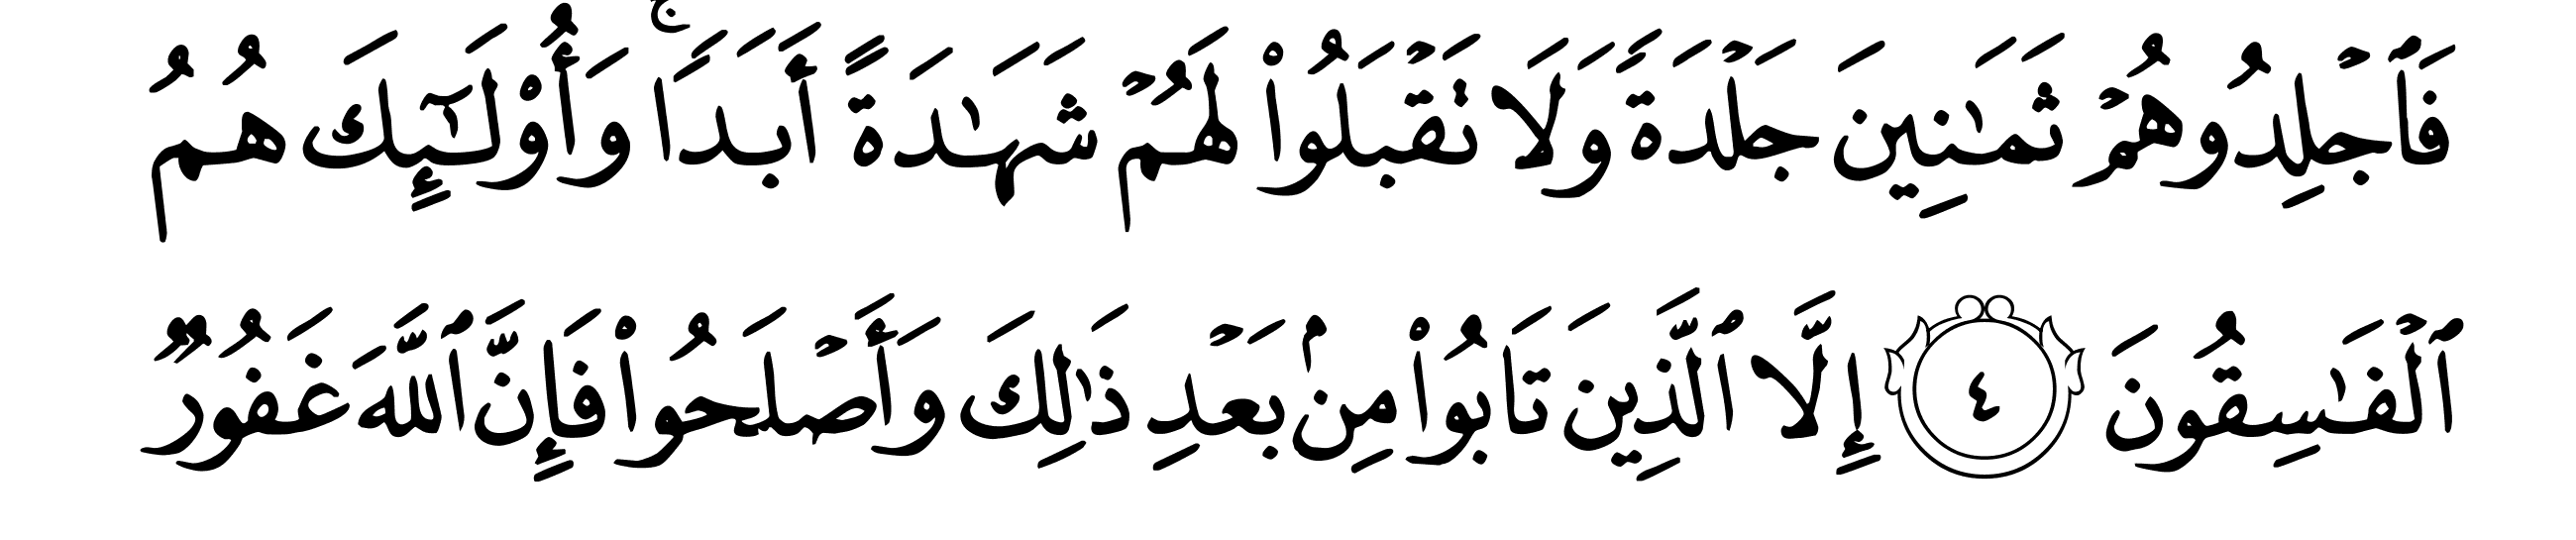 فَٱجۡلِدُوهُمۡ ثَمَٰنِينَ جَلۡدَةٗ وَلَا تَقۡبَلُواْ لَهُمۡ شَهَٰدَةً أَبَدٗاۚ وَأُوْلَٰٓئِكَ هُمُ
ٱلۡفَٰسِقُونَ ٤ إِلَّا ٱلَّذِينَ تَابُواْ مِنۢ بَعۡدِ ذَٰلِكَ وَأَصۡلَحُواْ فَإِنَّ ٱللَّهَ غَفُورٞ